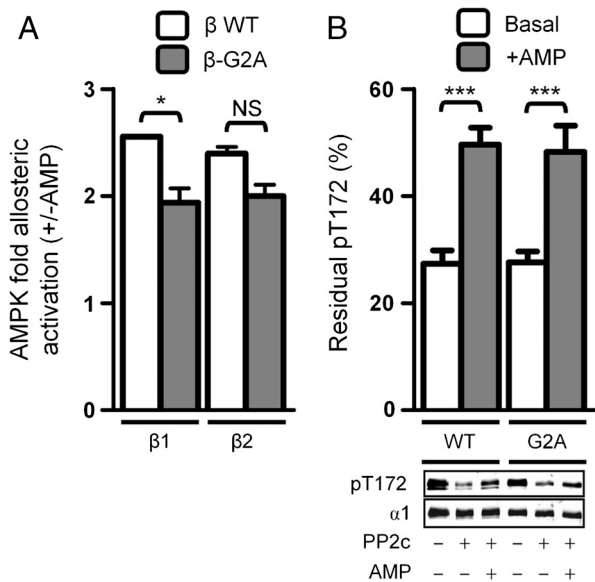 A
β WT
β-G2A
AMPK fold allosteric
activation (+/-AMP)
3
2
1
0
*
NS
β1
β2
B
Basal
+AMP
Residual pT172 (%)
60
40
20
0
***
***
WT
G2A
pT172
α1
PP2c
– + + – + +
AMP
– – + – – +